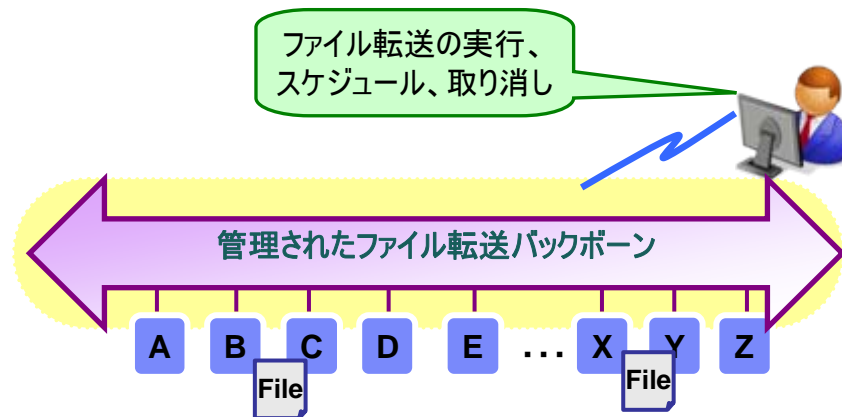 ファイル転送の実行、
スケジュール、取り消し
管理されたファイル転送バックボーン
A B C D E ... X Y Z
File File